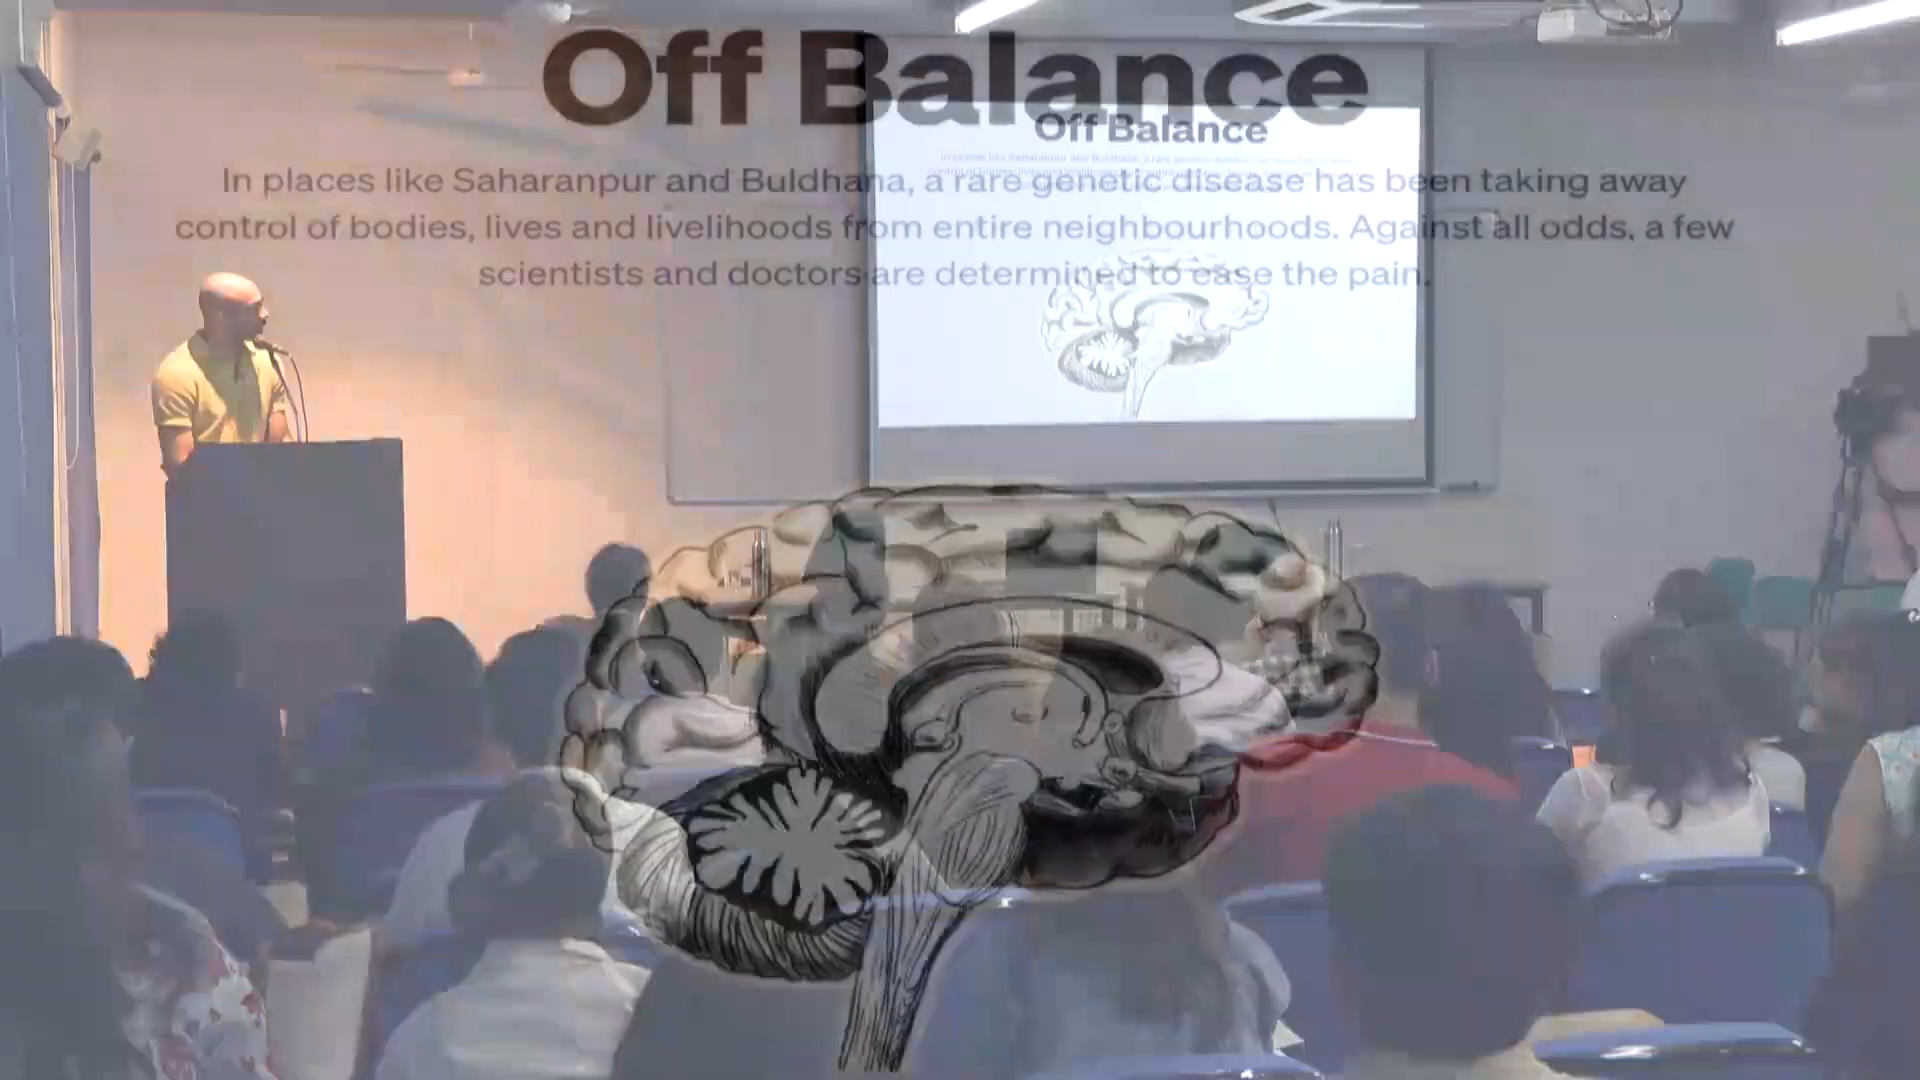 Off Balance
In places like Saharanpur and Buldhana, a rare genetic disease has been taking away
control of bodies, lives and livelihoods from entire neighbourhoods. Against all odds, a few
scientists and doctors are determined to ease the pain.
Off Balance